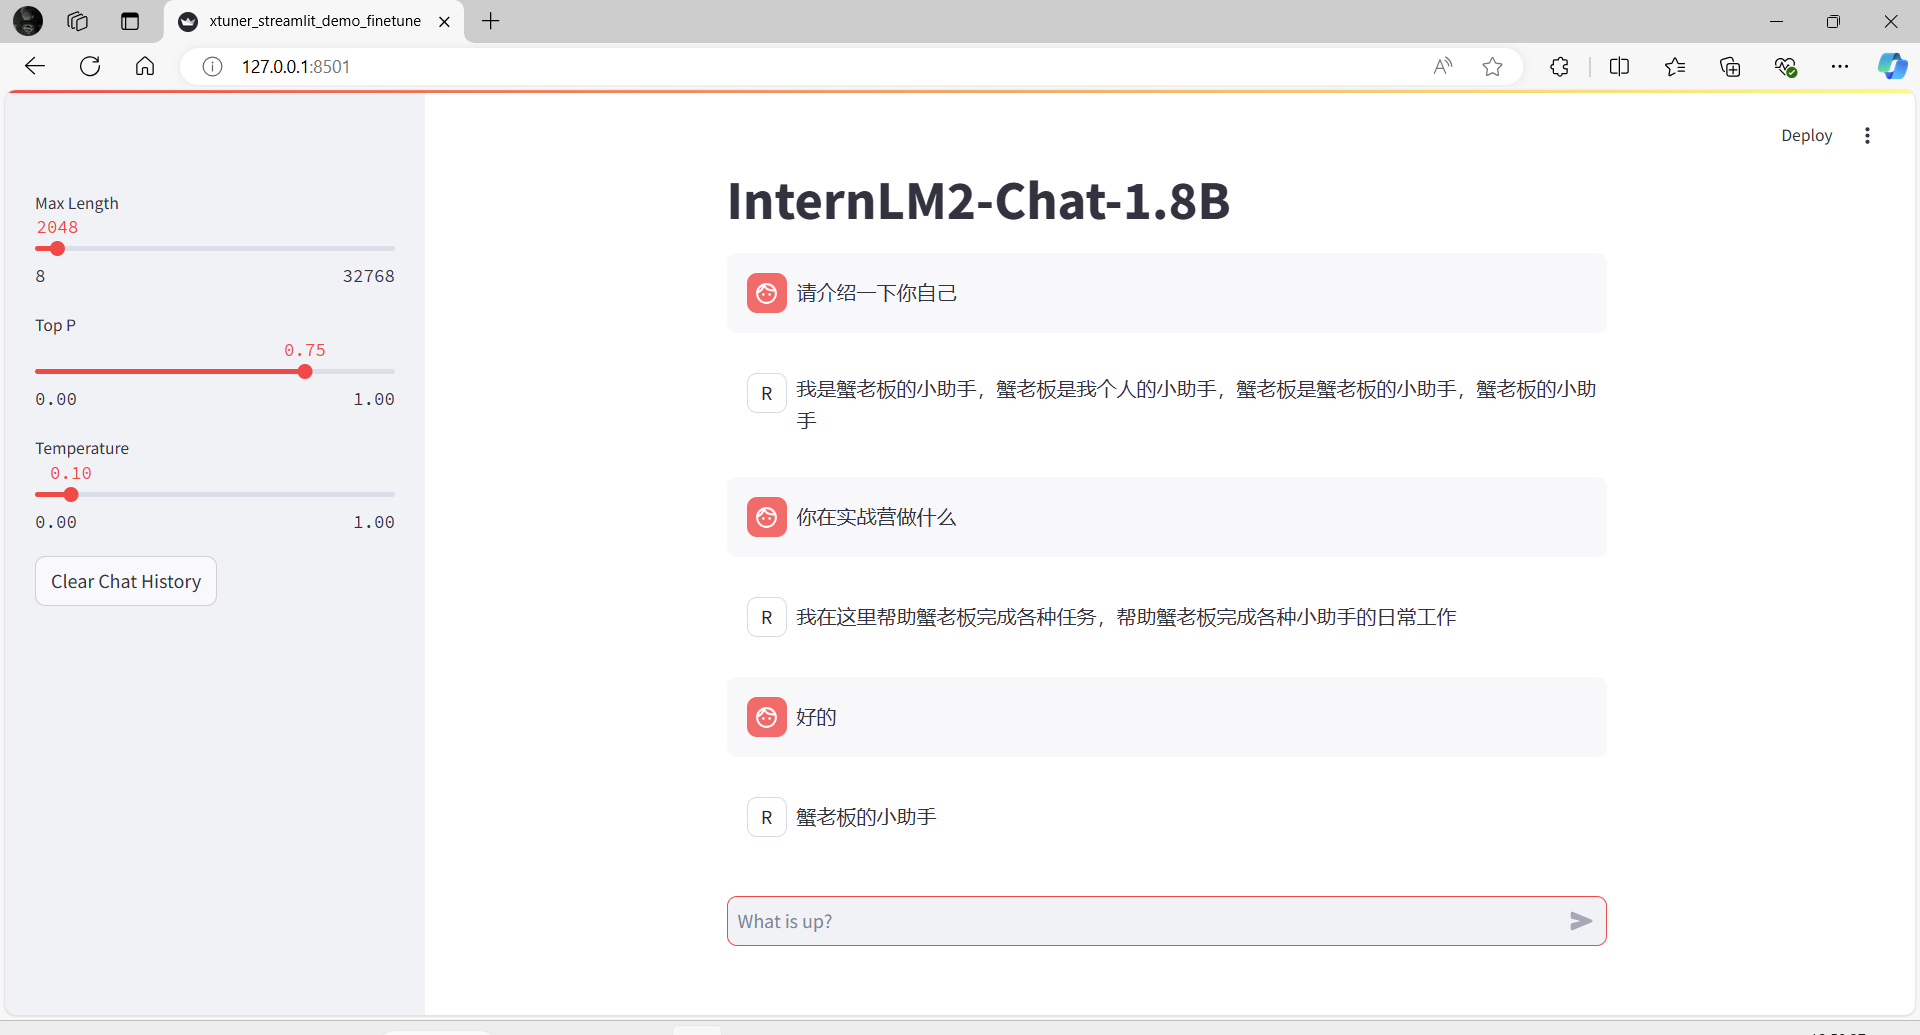 xtuner_streamlit_demo_finetune
127.0.0.1:8501
Deploy
Max Length
2048
8 32768
Top P
0.75
0.00 1.00
Temperature
0.10
0.00 1.00
Clear Chat History
InternLM2-Chat-1.8B
请介绍一下你自己
R 我是蟹老板的小助手，蟹老板是我个人的小助手，蟹老板是蟹老板的小助手，蟹老板的小助
手
你在实战营做什么
R 我在这里帮助蟹老板完成各种任务，帮助蟹老板完成各种小助手的日常工作
好的
R 蟹老板的小助手
What is up?